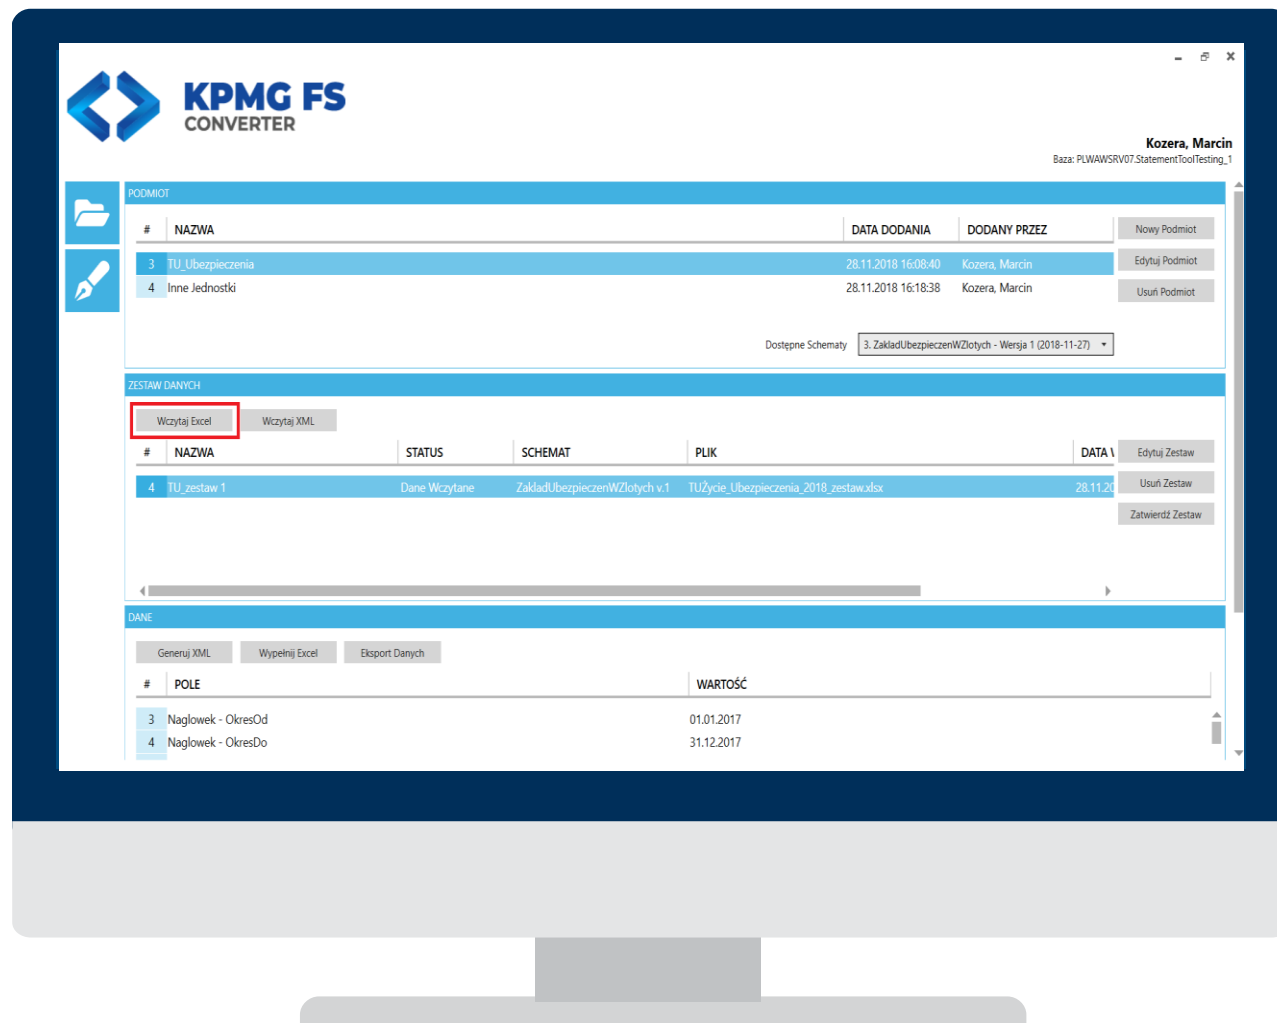 KPMG FS
CONVERTER
Kozera, Marcin
Baza: PLWAWSRV07.StatementToolTesting_1
PODMIOT
# NAZWA DATA DODANIA DODANY PRZEZ
Nowy Podmiot
3 TU_Ubezpieczenia 28.11.2018 16:08:40 Kozera, Marcin
Edytuj Podmiot
4 Inne Jednostki 28.11.2018 16:18:38 Kozera, Marcin
Usuń Podmiot
Dostępne Schematy 3. ZakladUbezpieczenWZlotych - Wersja 1 (2018-11-27)
ZESTAW DANYCH
Wczytaj Excel Wczytaj XML
# NAZWA STATUS SCHEMAT PLIK DATA
Edytuj Zestaw
4 TU_zestaw 1 Dane Wczytane ZakladUbezpieczenWZlotych v.1 TUŻycie_Ubezpieczenia_2018_zestaw.xlsx 28.11.20
Usuń Zestaw
Zatwierdź Zestaw
DANE
Generuj XML Wypełnij Excel Eksport Danych
# POLE WARTOŚĆ
3 Naglowek - OkresOd 01.01.2017
4 Naglowek - OkresDo 31.12.2017